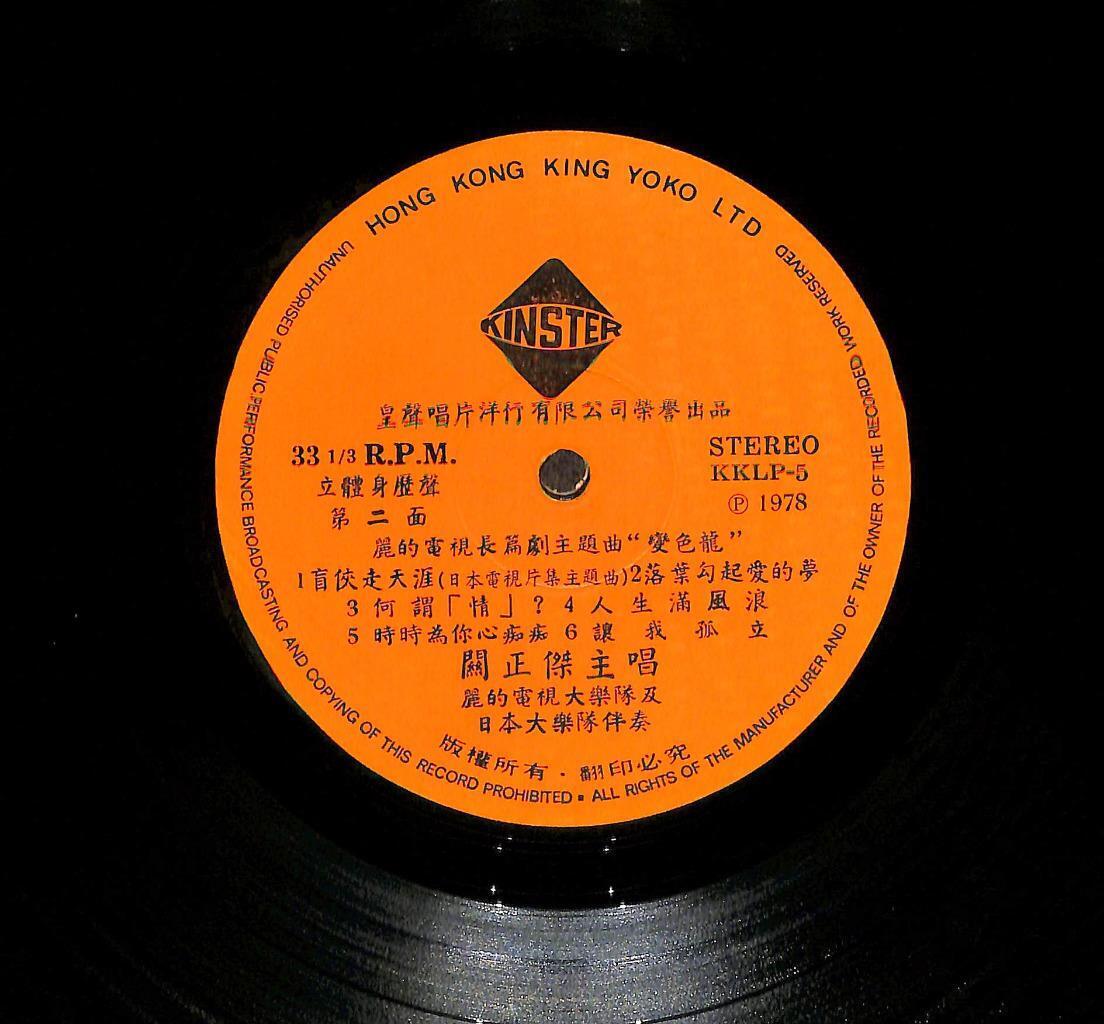 HONG KONG KING YOKO LTD
KINSTER
皇聲唱片洋行有限公司榮譽出品
33 1/3 R.P.M.
立體身歷聲
第二面
STEREO
KKLP-5
Ⓟ 1978
麗的電視長篇劇主題曲“變色龍”
1盲俠走天涯(日本電視片集主題曲)2落葉勾起愛的夢
3 何謂「情」? 4 人生滿風浪
5 時時為你心痴痴 6 讓我孤立
關正傑主唱
麗的電視大樂隊及
日本大樂隊伴奏
版權所有·翻印必究
UNAUTHORISED PUBLIC PERFORMANCE BROADCASTING AND COPYING OF THIS RECORD PROHIBITED ▪ ALL RIGHTS OF THE MANUFACTURER AND OF THE OWNER OF THE RECORDED WORK RESERVED